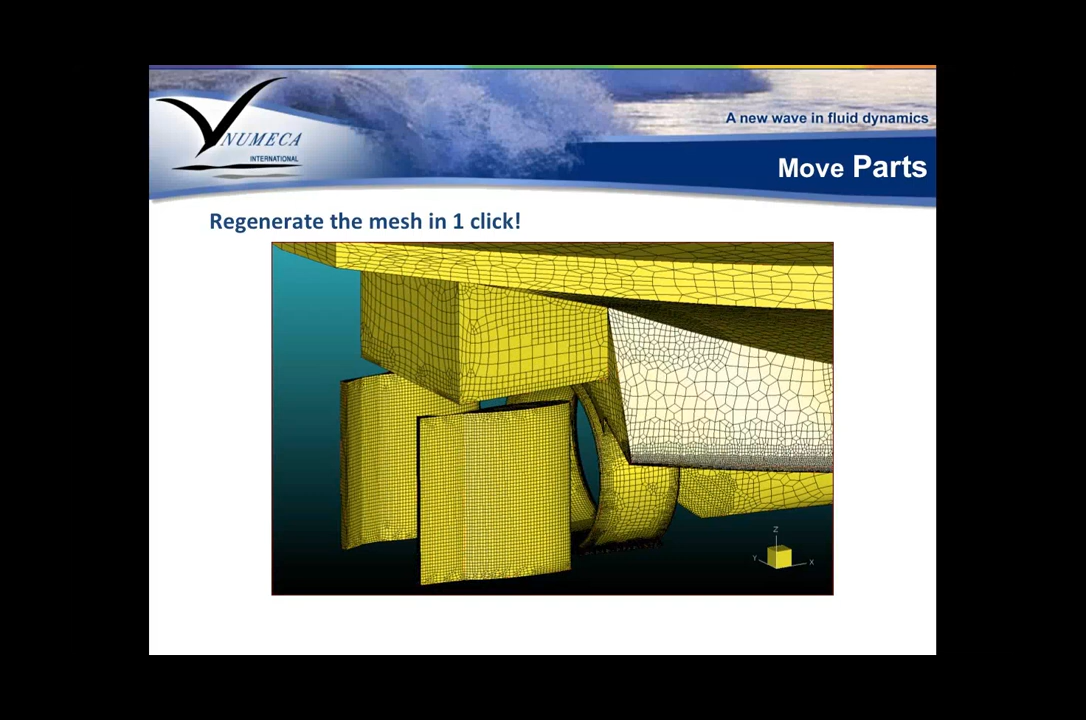 A new wave in fluid dynamics
NUMECA
INTERNATIONAL
Move Parts
Regenerate the mesh in 1 click!
Z
Y
X